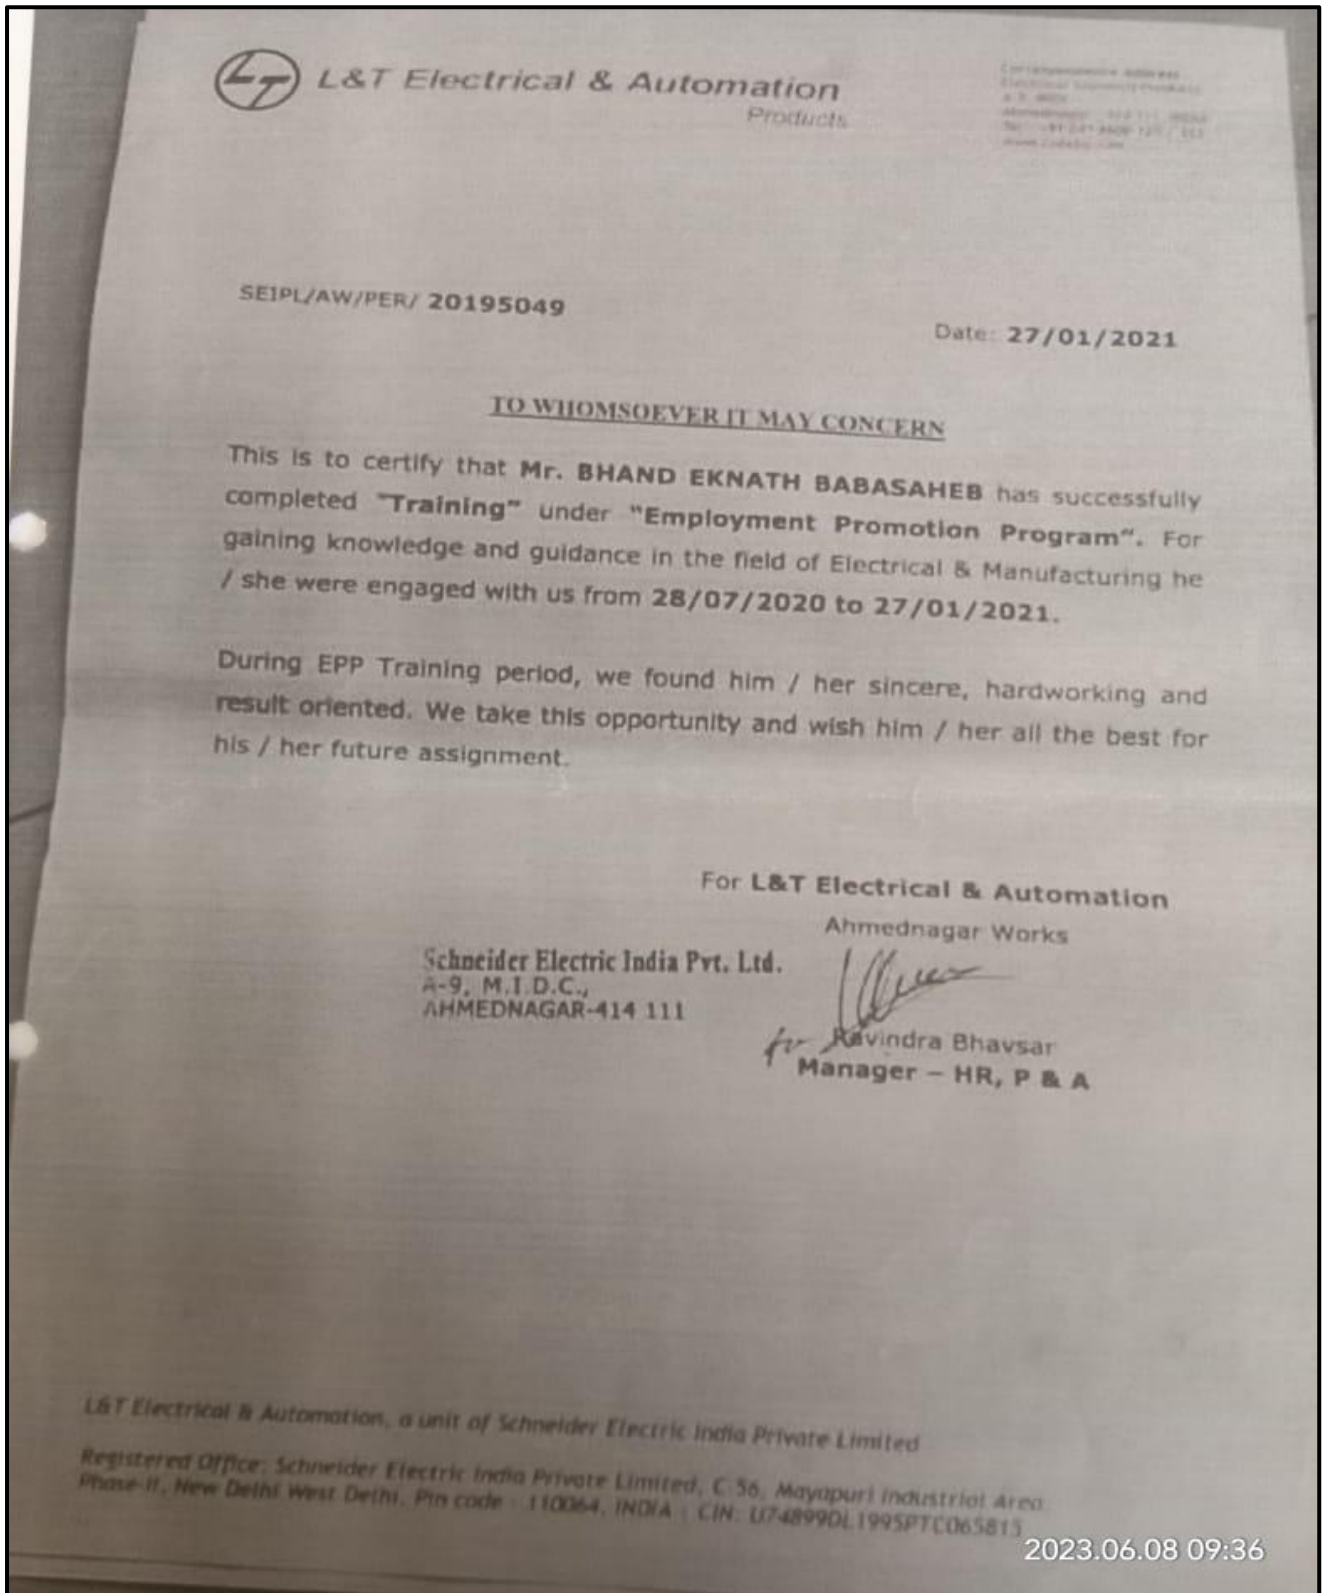 L&T Electrical & Automation
Products
Correspondence Address
SEIPL/AW/PER/ 20195049
Date: 27/01/2021
TO WHOMSOEVER IT MAY CONCERN
This is to certify that Mr. BHAND EKNATH BABASAHEB has successfully
completed "Training" under "Employment Promotion Program". For
gaining knowledge and guidance in the field of Electrical & Manufacturing he
/ she were engaged with us from 28/07/2020 to 27/01/2021.
During EPP Training period, we found him / her sincere, hardworking and
result oriented. We take this opportunity and wish him / her all the best for
his / her future assignment.
For L&T Electrical & Automation
Ahmednagar Works
Schneider Electric India Pvt. Ltd.
A-9, M.I.D.C.,
AHMEDNAGAR-414 111
for Ravindra Bhavsar
Manager – HR, P & A
L&T Electrical & Automation, a unit of Schneider Electric India Private Limited
Registered Office: Schneider Electric India Private Limited, C 56, Mayapuri Industrial Area
Phase-II, New Delhi West Delhi, Pin code - 110064, INDIA | CIN: U74899DL1995PTC065815
2023.06.08 09:36